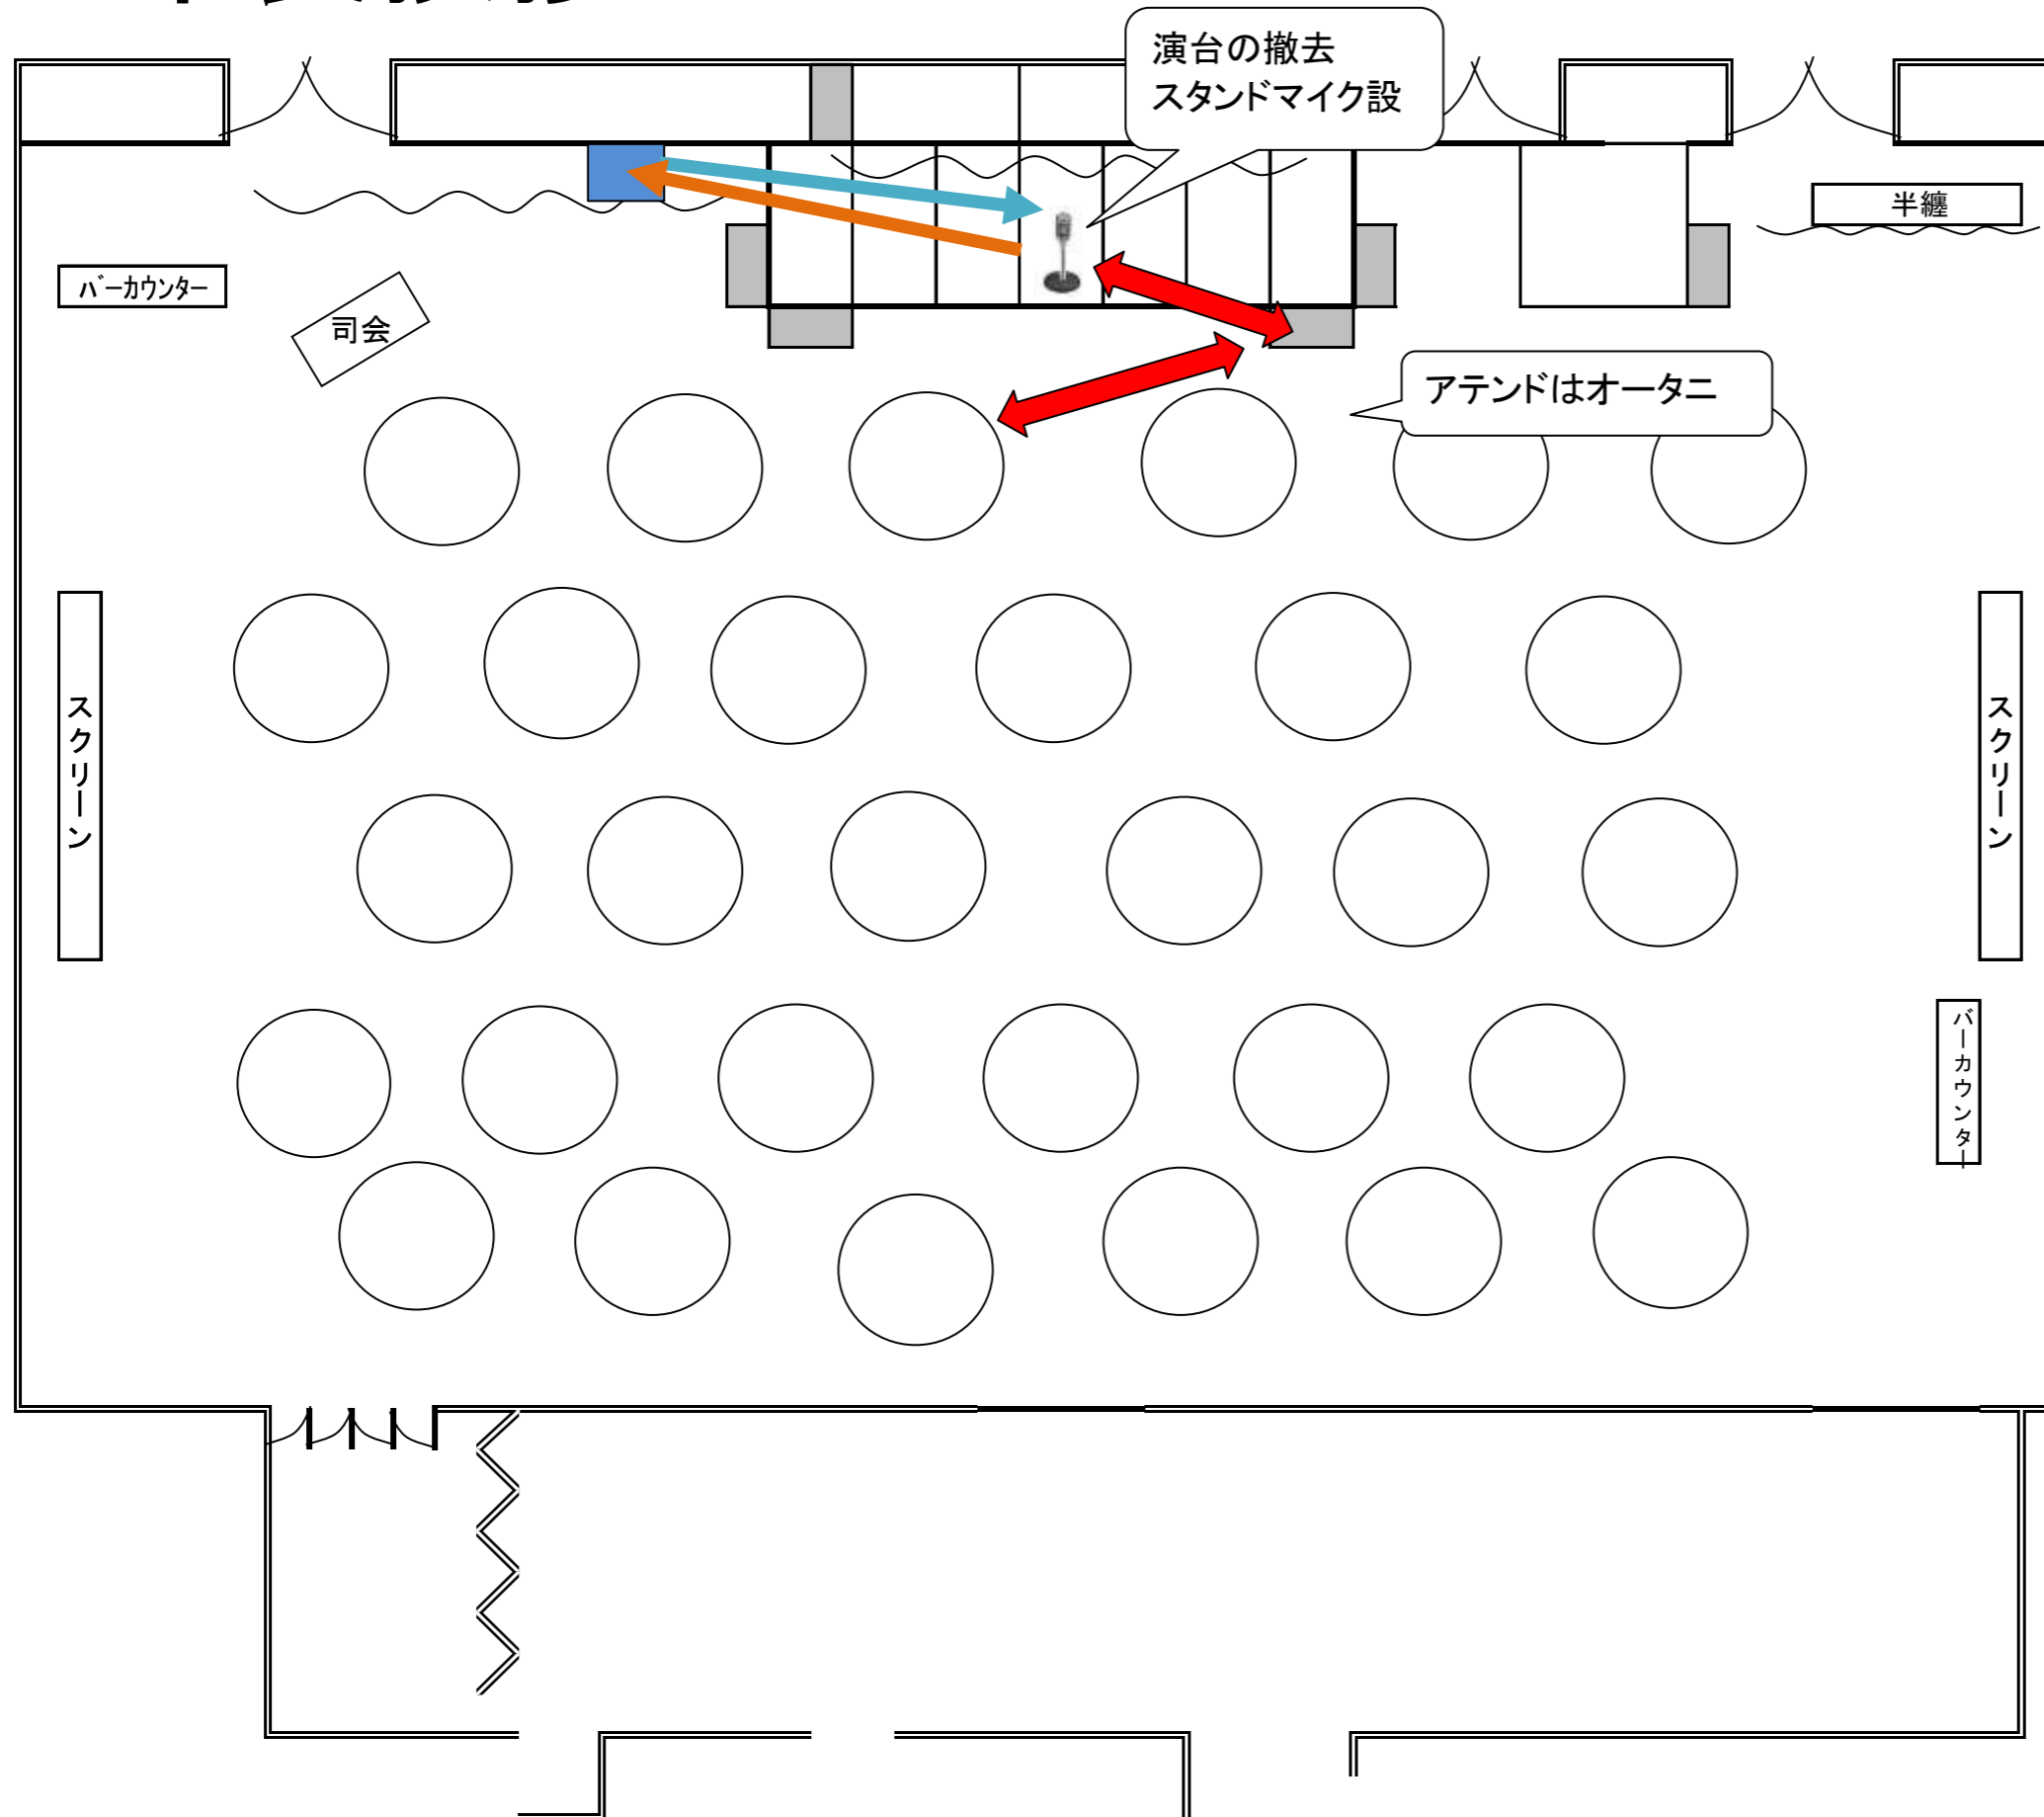 演台の撤去
スタンドマイク設
半纏
バーカウンター
司会
アテンドはオータニ
スクリーン
スクリーン
バーカウンター